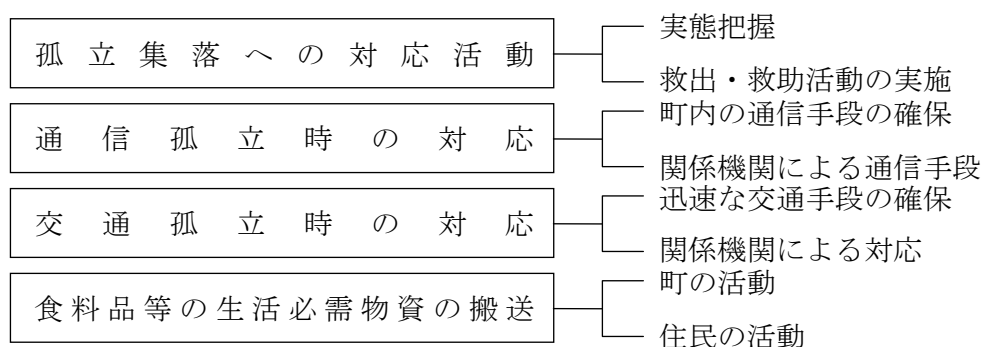 孤立集落への対応活動
実態把握
救出・救助活動の実施
通信孤立時の対応
町内の通信手段の確保
関係機関による通信手段
交通孤立時の対応
迅速な交通手段の確保
関係機関による対応
食料品等の生活必需物資の搬送
町の活動
住民の活動